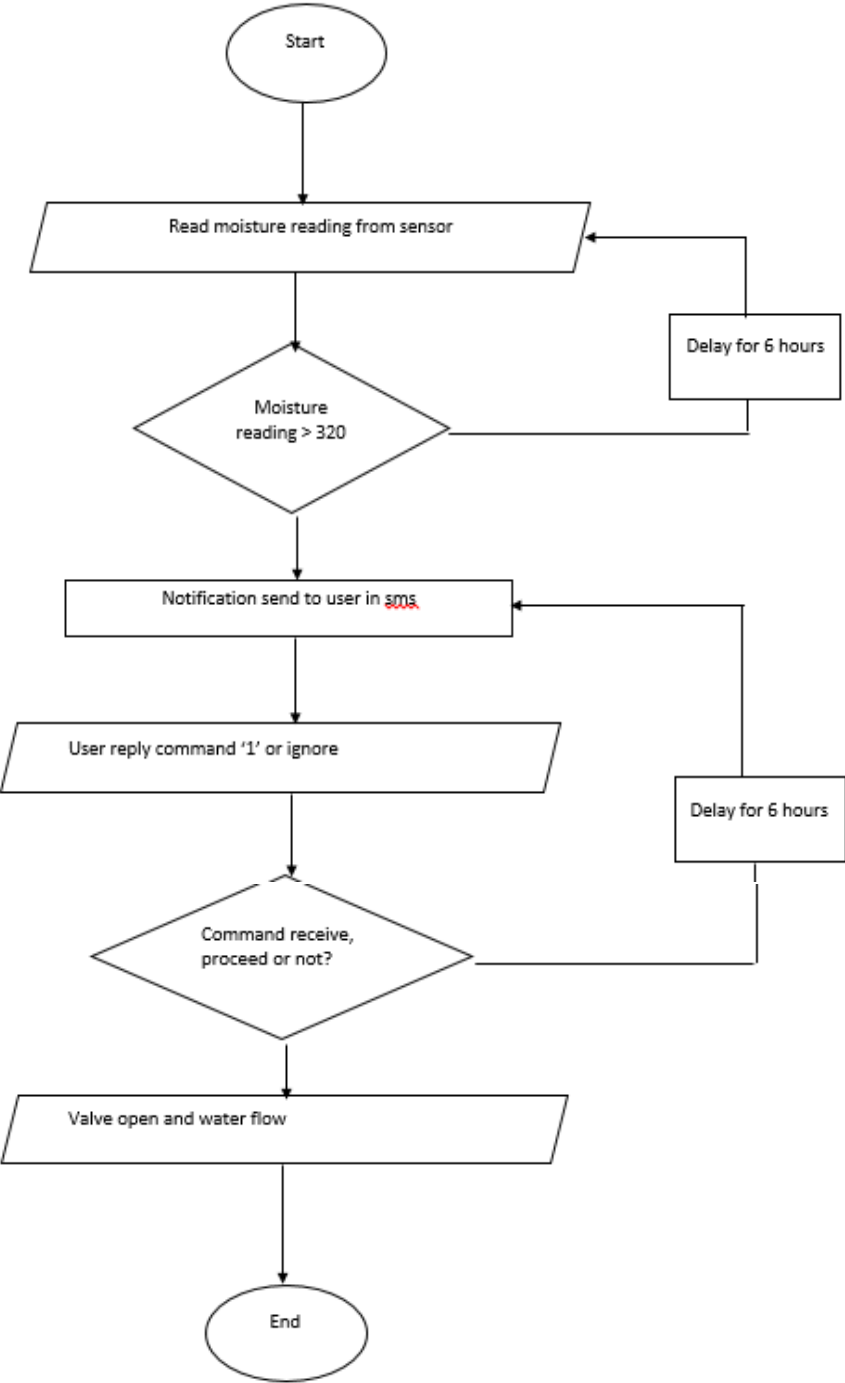 Start
Read moisture reading from sensor
Delay for 6 hours
Moisture
reading > 320
Notification send to user in sms
User reply command ‘1’ or ignore
Delay for 6 hours
Command receive,
proceed or not?
Valve open and water flow
End